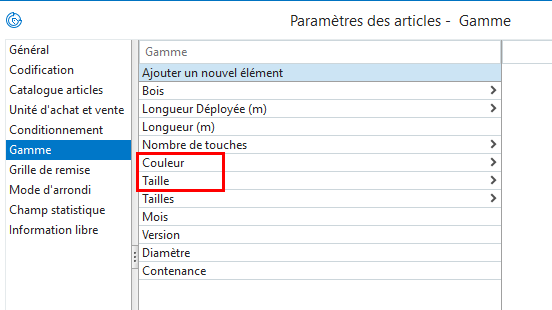 Paramètres des articles - Gamme
Général
Codification
Catalogue articles
Unité d'achat et vente
Conditionnement
Gamme
Grille de remise
Mode d'arrondi
Champ statistique
Information libre
Gamme
Ajouter un nouvel élément
Bois
Longueur Déployée (m)
Longueur (m)
Nombre de touches
Couleur
Taille
Tailles
Mois
Version
Diamètre
Contenance